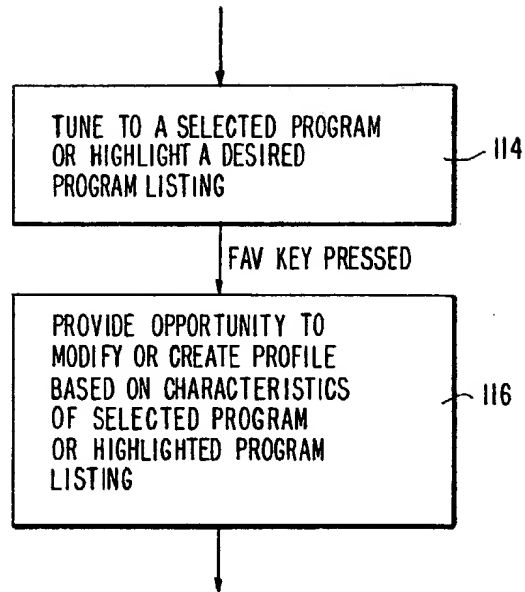 TUNE TO A SELECTED PROGRAM
OR HIGHLIGHT A DESIRED
PROGRAM LISTING
114
FAV KEY PRESSED
PROVIDE OPPORTUNITY TO
MODIFY OR CREATE PROFILE
BASED ON CHARACTERISTICS
OF SELECTED PROGRAM
OR HIGHLIGHTED PROGRAM
LISTING
116